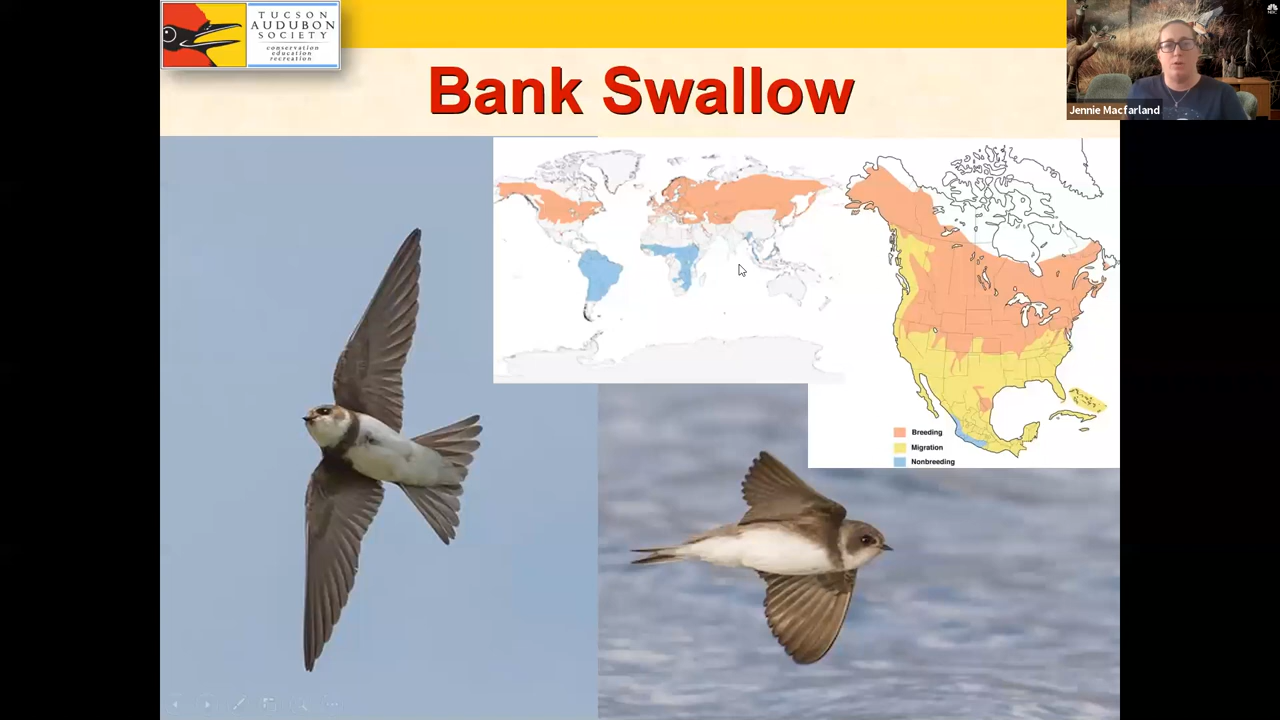 TUCSON
AUDUBON
SOCIETY
conservation
education
recreation
Bank Swallow
Jennie Macfarland
Breeding
Migration
Nonbreeding